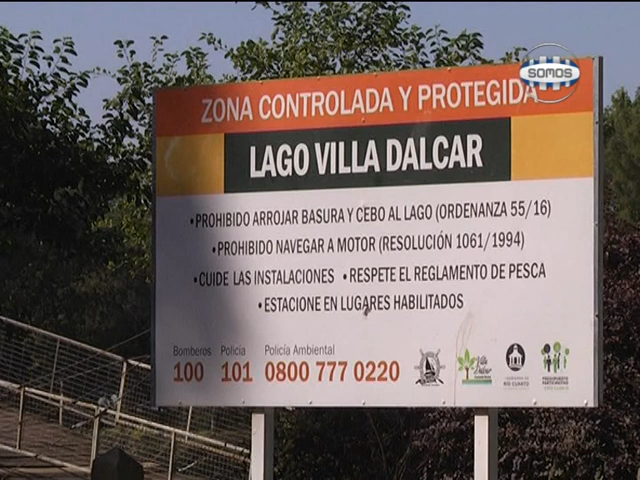 SOMOS
ZONA CONTROLADA Y PROTEGIDA
LAGO VILLA DALCAR
•PROHIBIDO ARROJAR BASURA Y CEBO AL LAGO (ORDENANZA 55/16)
•PROHIBIDO NAVEGAR A MOTOR (RESOLUCIÓN 1061/1994)
•CUIDE LAS INSTALACIONES •RESPETE EL REGLAMENTO DE PESCA
•ESTACIONE EN LUGARES HABILITADOS
Bomberos Policía Policía Ambiental
100 101 0800 777 0220
Villa Dalcar
RÍO CUARTO
PRESUPUESTO PARTICIPATIVO